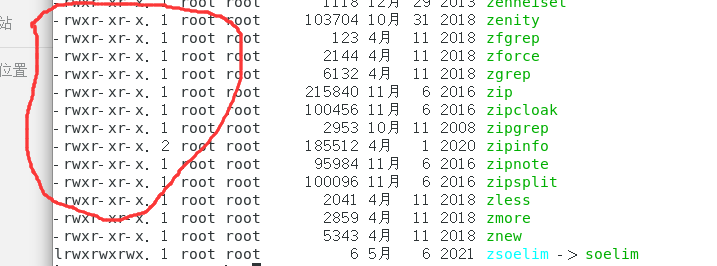 -rwxr-xr-x. 1 root root 1118 12月 29 2013 zenheiset
站
-rwxr-xr-x. 1 root root 103704 10月 31 2018 zenity
-rwxr-xr-x. 1 root root 123 4月 11 2018 zfgrep
-rwxr-xr-x. 1 root root 2144 4月 11 2018 zforce
位置
-rwxr-xr-x. 1 root root 6132 4月 11 2018 zgrep
-rwxr-xr-x. 1 root root 215840 11月 6 2016 zip
-rwxr-xr-x. 1 root root 100456 11月 6 2016 zipcloak
-rwxr-xr-x. 1 root root 2953 10月 11 2008 zipgrep
-rwxr-xr-x. 2 root root 185512 4月 1 2020 zipinfo
-rwxr-xr-x. 1 root root 95984 11月 6 2016 zipnote
-rwxr-xr-x. 1 root root 100096 11月 6 2016 zipsplit
-rwxr-xr-x. 1 root root 2041 4月 11 2018 zless
-rwxr-xr-x. 1 root root 2859 4月 11 2018 zmore
-rwxr-xr-x. 1 root root 5343 4月 11 2018 znew
lrwxrwxrwx. 1 root root 6 5月 6 2021 zsoelim -> soelim